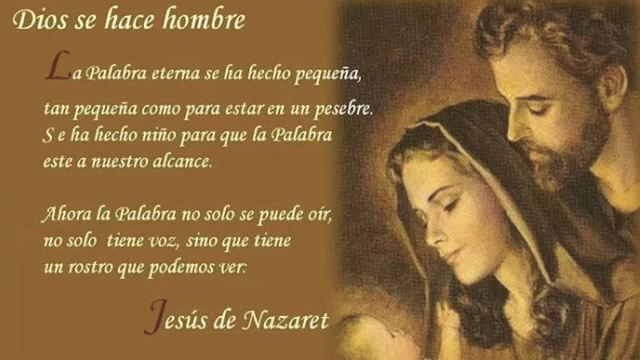 Dios se hace hombre
La Palabra eterna se ha hecho pequeña,
tan pequeña como para estar en un pesebre.
S e ha hecho niño para que la Palabra
este a nuestro alcance.
Ahora la Palabra no solo se puede oír,
no solo tiene voz, sino que tiene
un rostro que podemos ver:
Jesús de Nazaret